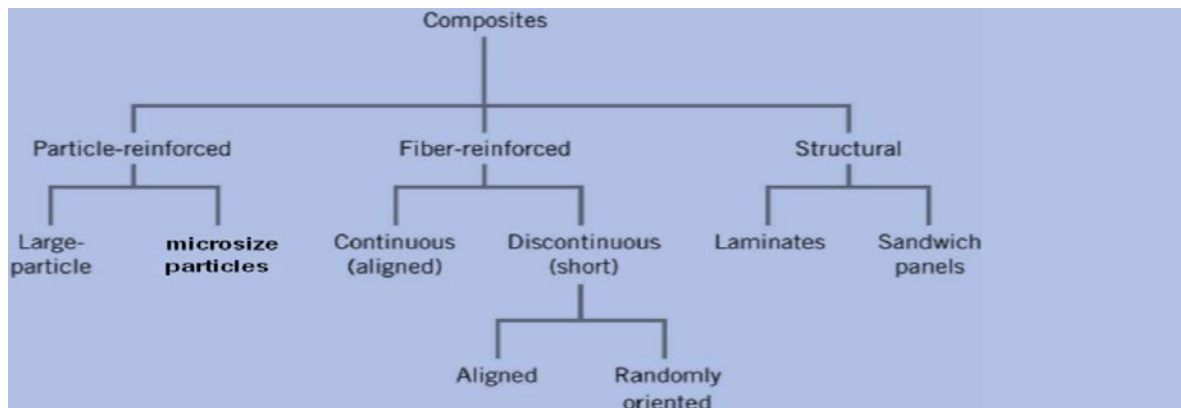 Composites
Particle-reinforced
Fiber-reinforced
Structural
Large-
particle
microsize
particles
Continuous
(aligned)
Discontinuous
(short)
Laminates
Sandwich
panels
Aligned
Randomly
oriented